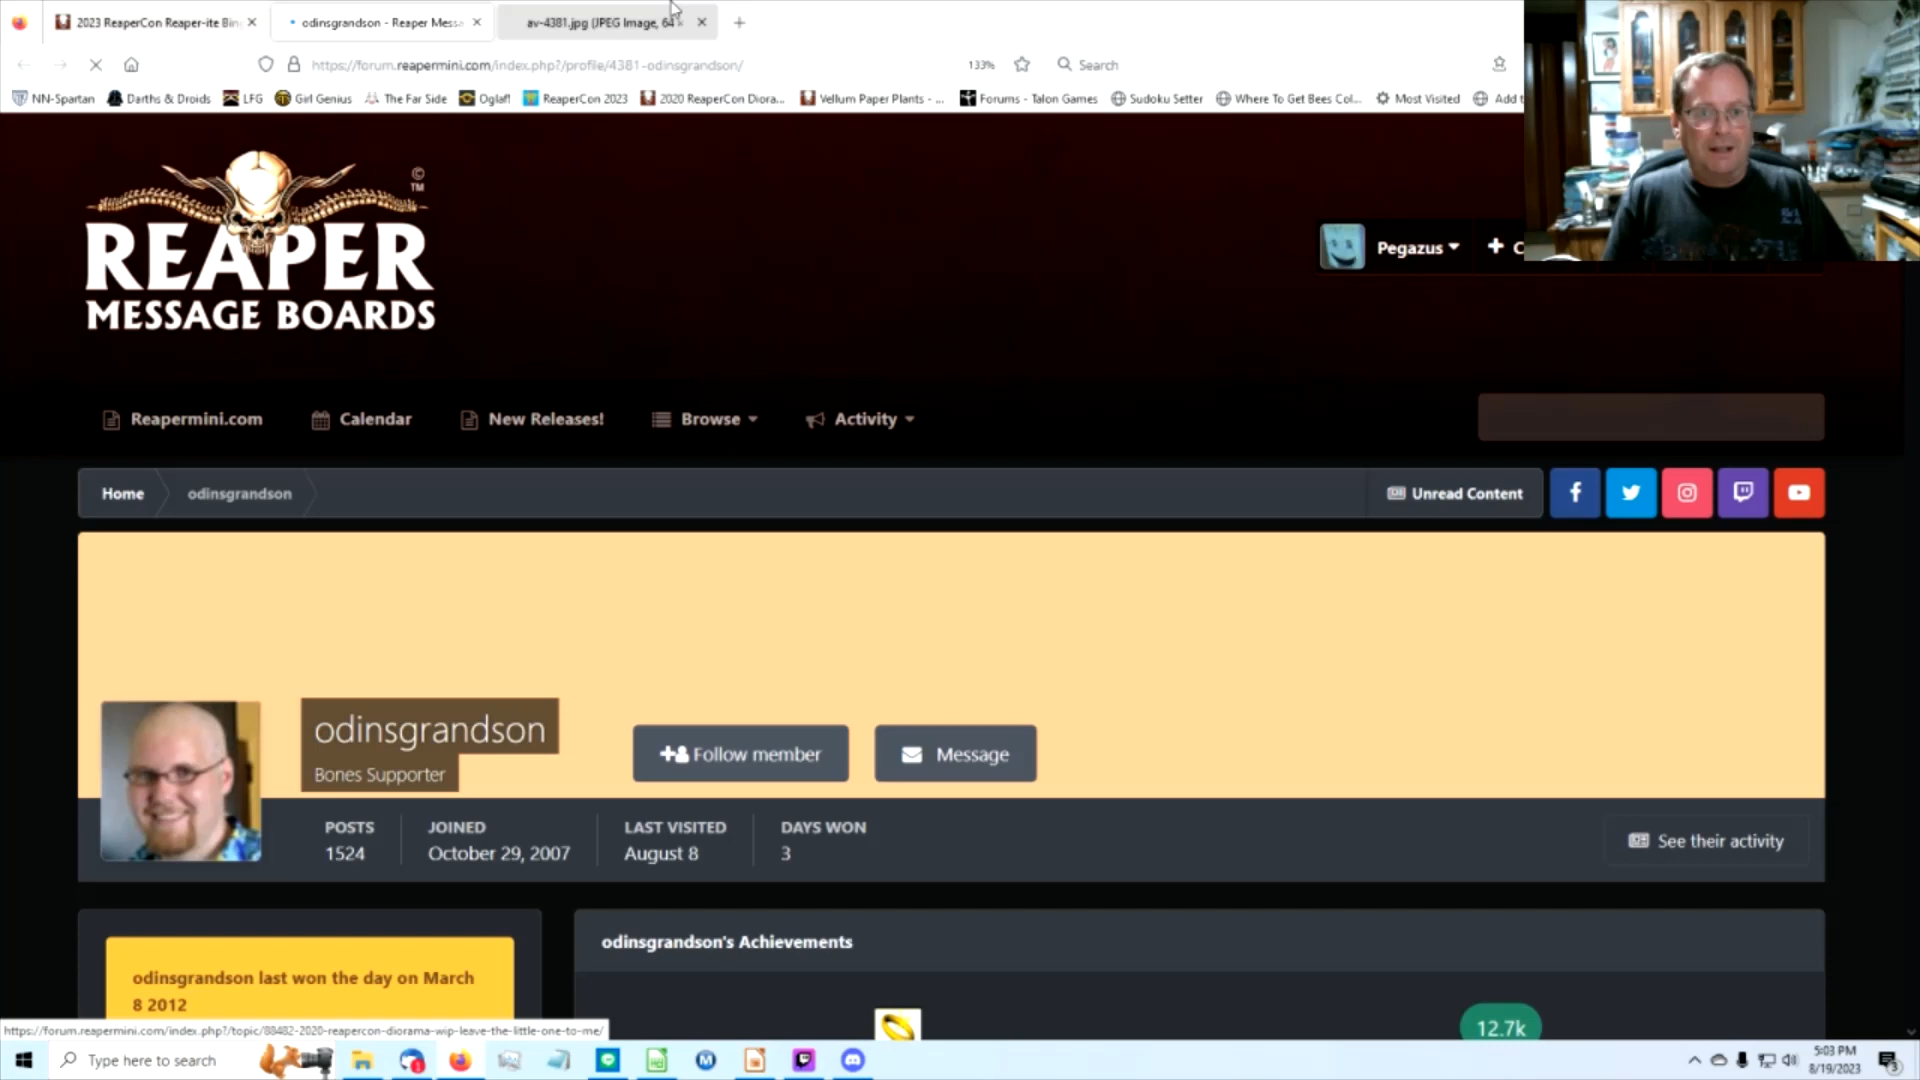 2023 ReaperCon Reaper-ite Bin
odinsgrandson - Reaper Messa
av-4381.jpg (JPEG Image, 64
https://forum.reapermini.com/index.php?/profile/4381-odinsgrandson/
133%
Search
NN-Spartan
Darths & Droids
LFG
Girl Genius
The Far Side
Oglaf!
ReaperCon 2023
2020 ReaperCon Diora...
Vellum Paper Plants - ...
Forums - Talon Games
Sudoku Setter
Where To Get Bees Col...
Most Visited
Add t
©
TM
REAPER
MESSAGE BOARDS
Pegazus
+ C
Reapermini.com
Calendar
New Releases!
Browse
Activity
Home
odinsgrandson
Unread Content
odinsgrandson
Bones Supporter
Follow member
Message
POSTS
1524
JOINED
October 29, 2007
LAST VISITED
August 8
DAYS WON
3
See their activity
odinsgrandson last won the day on March
8 2012
odinsgrandson's Achievements
12.7k
https://forum.reapermini.com/index.php?/topic/88482-2020-reapercon-diorama-wip-leave-the-little-one-to-me/
Type here to search
5:03 PM
8/19/2023
3